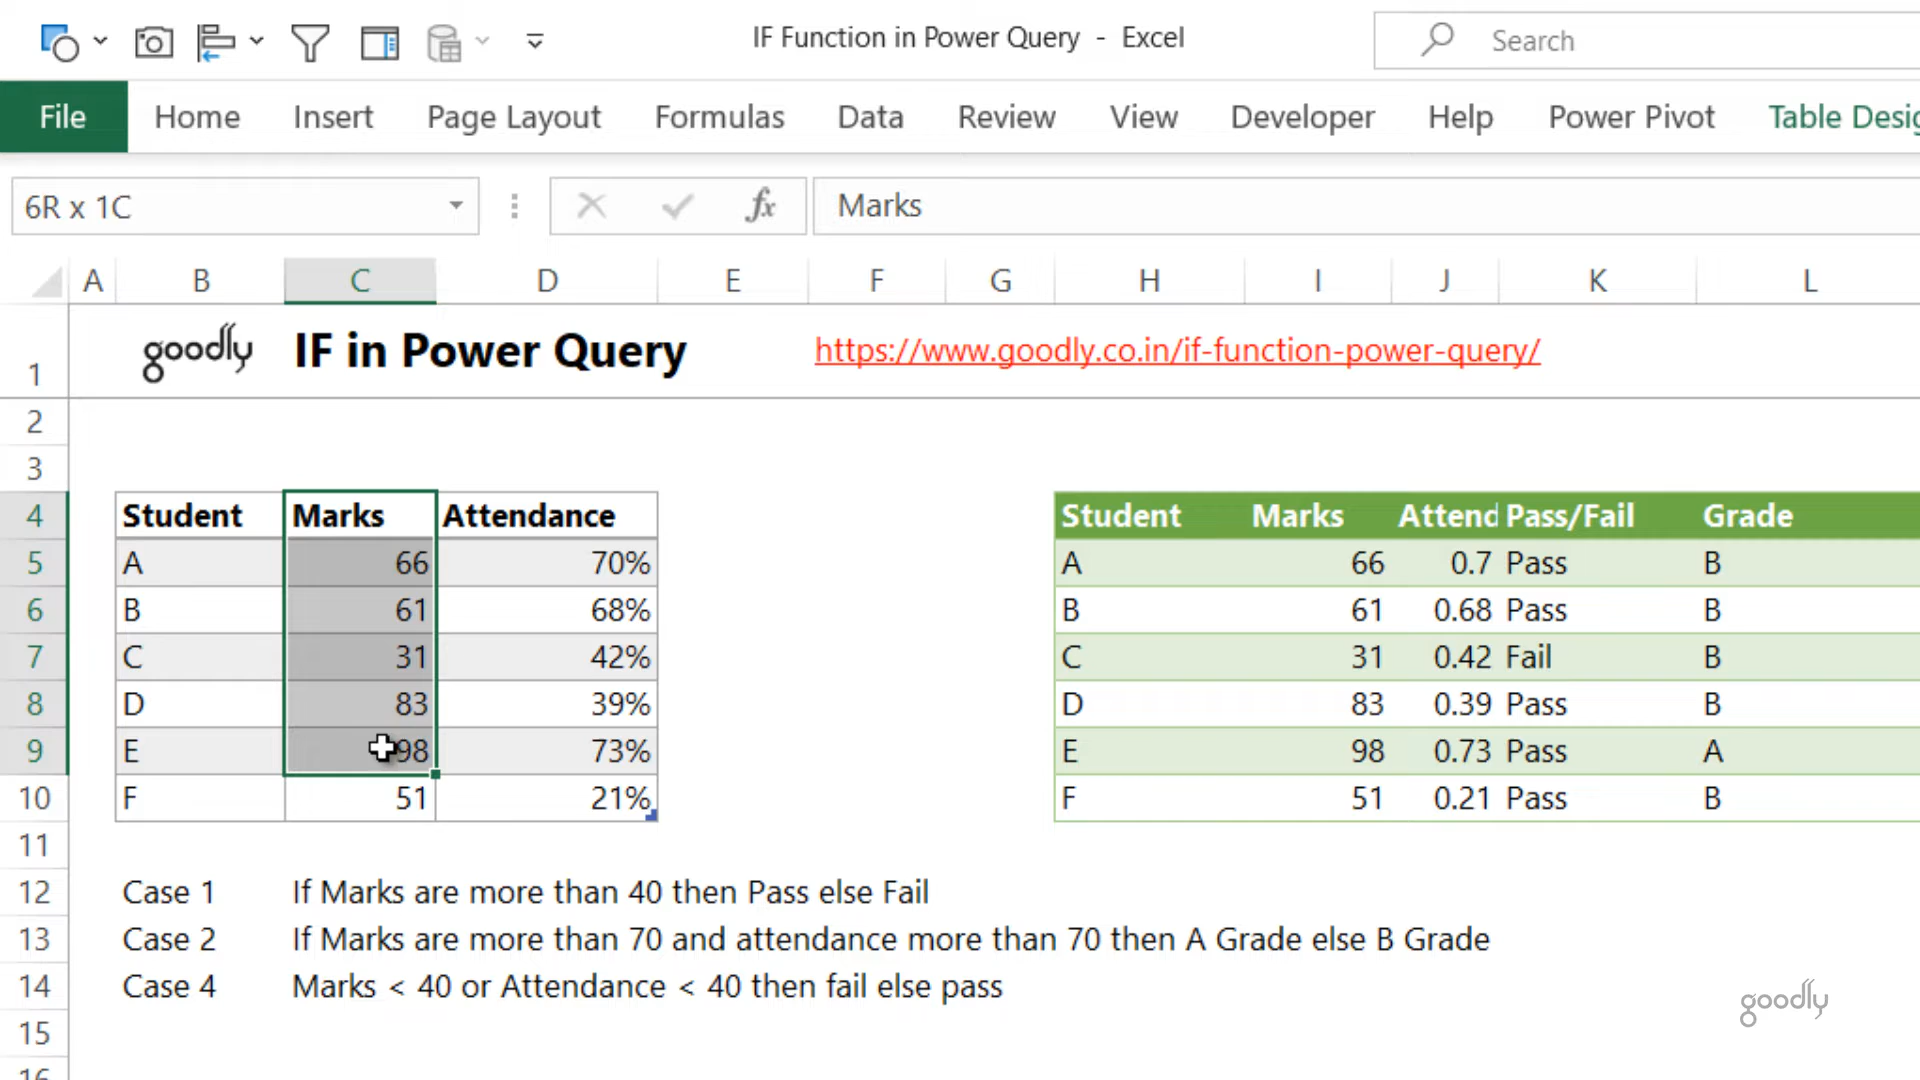 IF Function in Power Query - Excel
Search
File Home Insert Page Layout Formulas Data Review View Developer Help Power Pivot Table Desig
6R x 1C fx Marks
A B C D E F G H I J K L
1 goodly IF in Power Query https://www.goodly.co.in/if-function-power-query/
2
3
4 Student Marks Attendance Student Marks Attend Pass/Fail Grade
5 A 66 70% A 66 0.7 Pass B
6 B 61 68% B 61 0.68 Pass B
7 C 31 42% C 31 0.42 Fail B
8 D 83 39% D 83 0.39 Pass B
9 E 98 73% E 98 0.73 Pass A
10 F 51 21% F 51 0.21 Pass B
11
12 Case 1 If Marks are more than 40 then Pass else Fail
13 Case 2 If Marks are more than 70 and attendance more than 70 then A Grade else B Grade
14 Case 4 Marks < 40 or Attendance < 40 then fail else pass
goodly
15
16